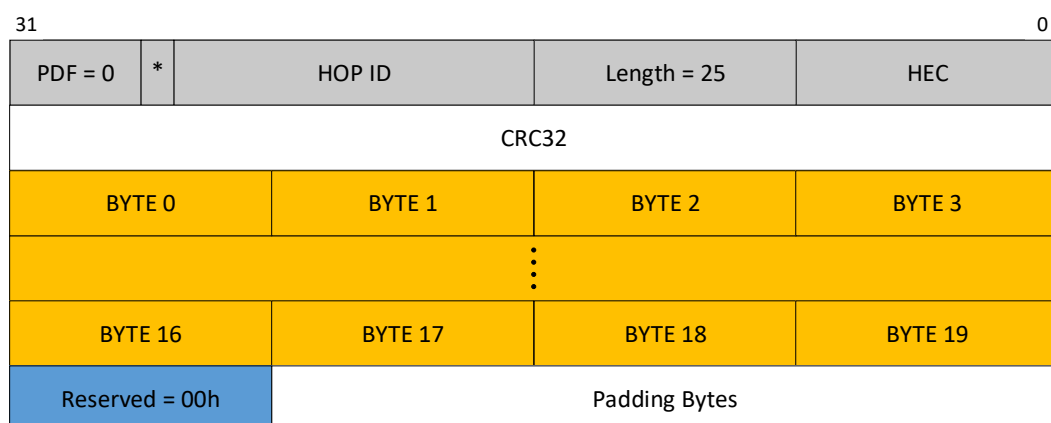 31 0
PDF = 0 * HOP ID Length = 25 HEC
CRC32
BYTE 0 BYTE 1 BYTE 2 BYTE 3
BYTE 16 BYTE 17 BYTE 18 BYTE 19
Reserved = 00h Padding Bytes